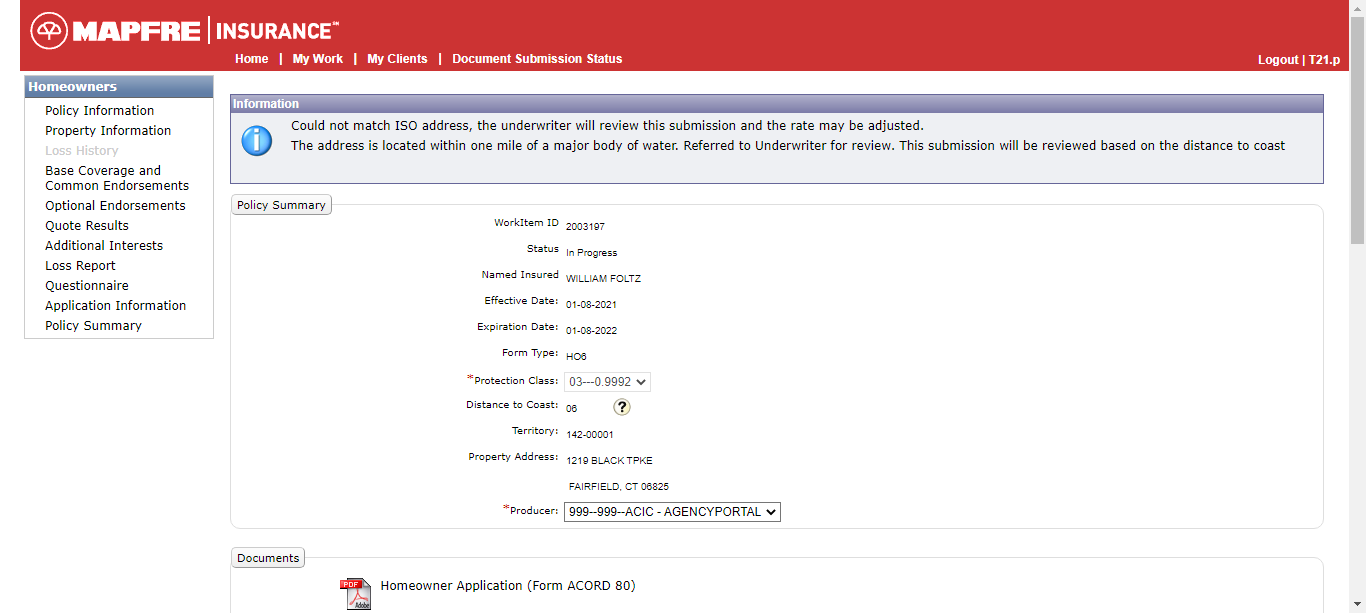 MAPFRE | INSURANCE℠
Home | My Work | My Clients | Document Submission Status
Logout | T21.p
Homeowners
Policy Information
Property Information
Loss History
Base Coverage and
Common Endorsements
Optional Endorsements
Quote Results
Additional Interests
Loss Report
Questionnaire
Application Information
Policy Summary
Information
Could not match ISO address, the underwriter will review this submission and the rate may be adjusted.
The address is located within one mile of a major body of water. Referred to Underwriter for review. This submission will be reviewed based on the distance to coast
Policy Summary
WorkItem ID 2003197
Status In Progress
Named Insured WILLIAM FOLTZ
Effective Date: 01-08-2021
Expiration Date: 01-08-2022
Form Type: HO6
*Protection Class: 03---0.9992
Distance to Coast: 06 ?
Territory: 142-00001
Property Address: 1219 BLACK TPKE
FAIRFIELD, CT 06825
*Producer: 999--999--ACIC - AGENCYPORTAL
Documents
PDF Adobe Homeowner Application (Form ACORD 80)